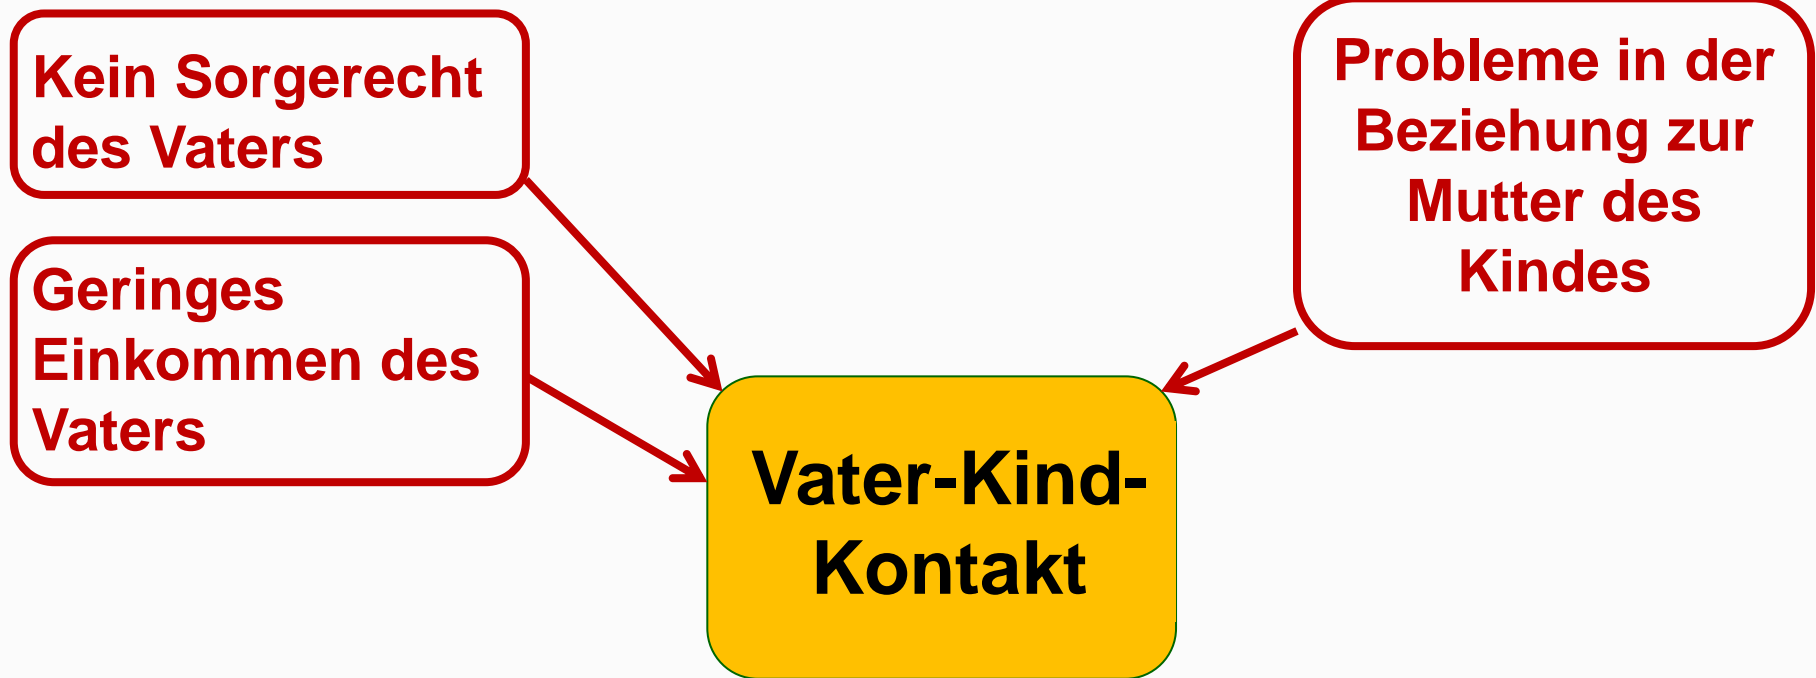 Kein Sorgerecht
des Vaters
Geringes
Einkommen des
Vaters
Probleme in der
Beziehung zur
Mutter des
Kindes
Vater-Kind-
Kontakt